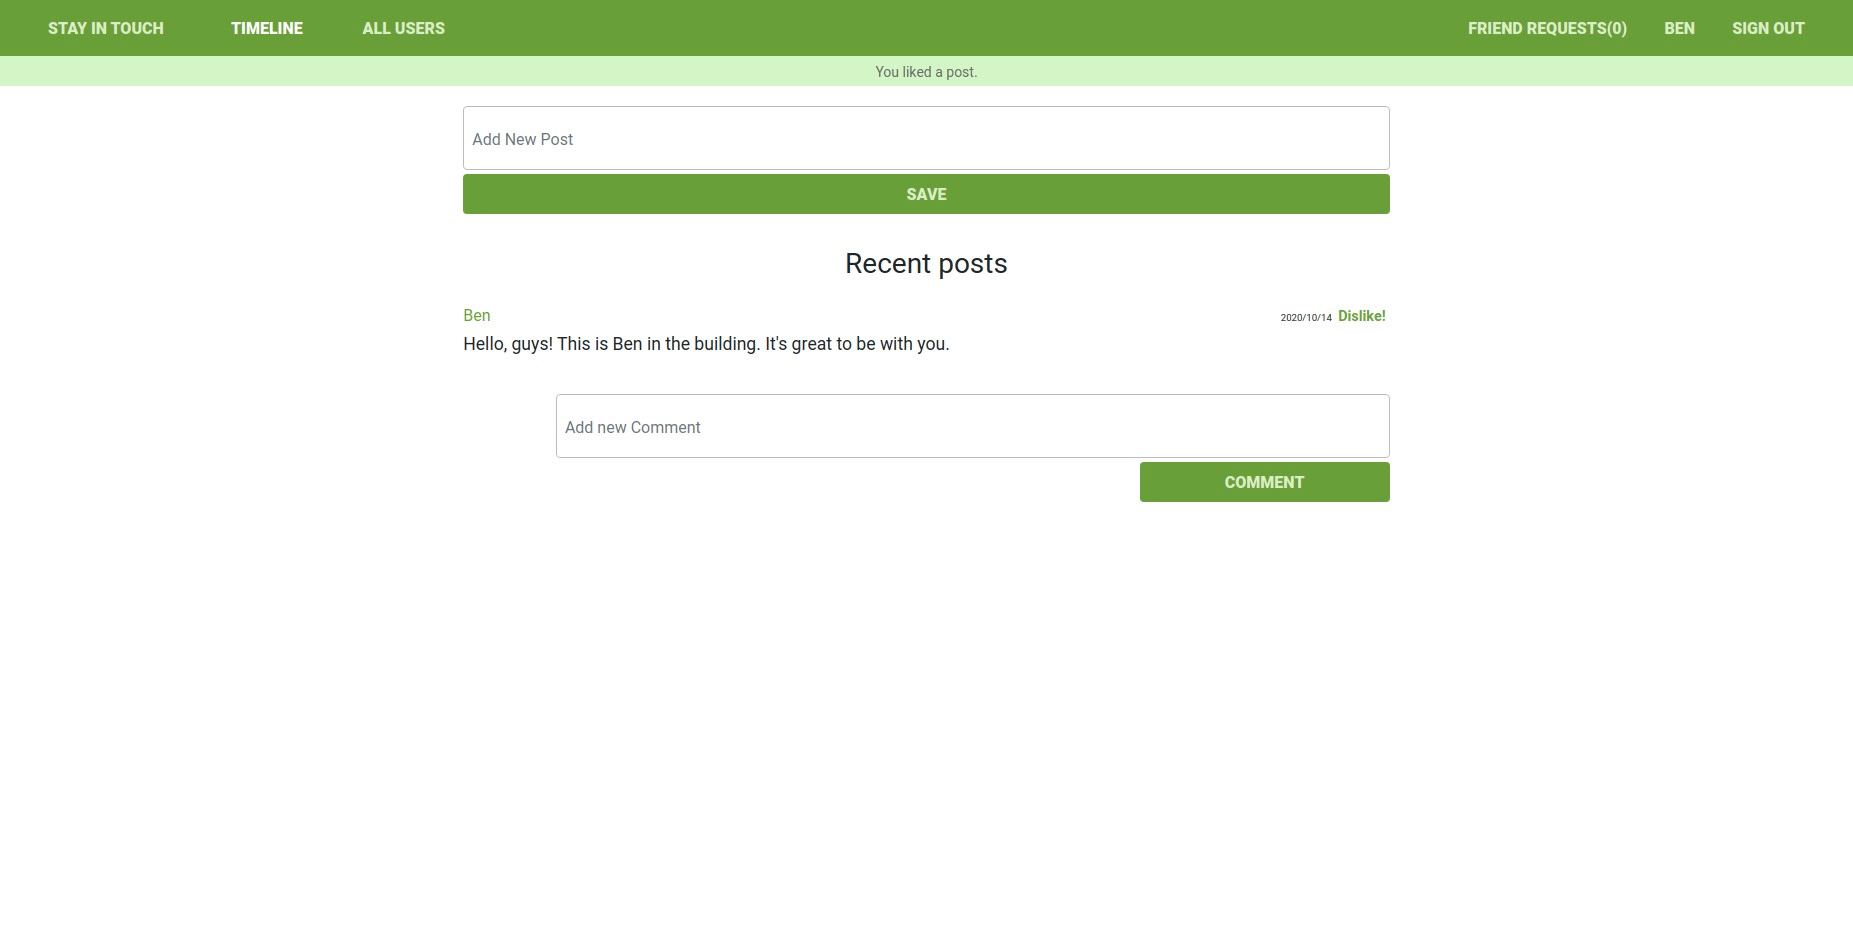 STAY IN TOUCH TIMELINE ALL USERS FRIEND REQUESTS(0) BEN SIGN OUT
You liked a post.
Add New Post
SAVE
Recent posts
Ben 2020/10/14 Dislike!
Hello, guys! This is Ben in the building. It's great to be with you.
Add new Comment
COMMENT